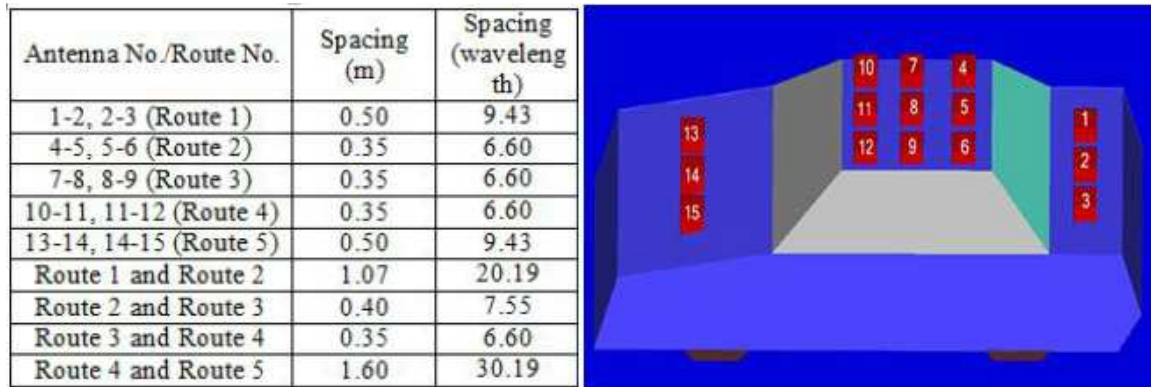 Antenna No./Route No. Spacing (m) Spacing (waveleng th)
1-2, 2-3 (Route 1) 0.50 9.43
4-5, 5-6 (Route 2) 0.35 6.60
7-8, 8-9 (Route 3) 0.35 6.60
10-11, 11-12 (Route 4) 0.35 6.60
13-14, 14-15 (Route 5) 0.50 9.43
Route 1 and Route 2 1.07 20.19
Route 2 and Route 3 0.40 7.55
Route 3 and Route 4 0.35 6.60
Route 4 and Route 5 1.60 30.19
10 7 4
11 8 5
12 9 6
1
2
3
13
14
15